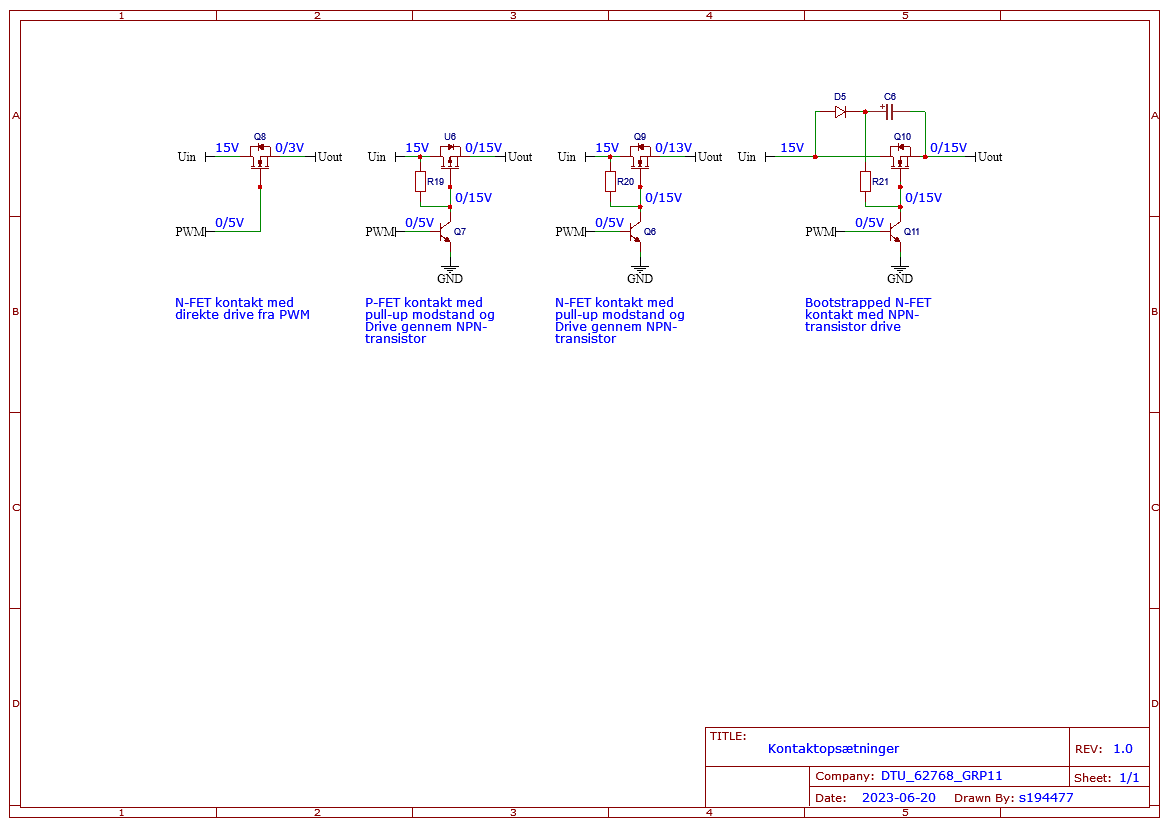 1 2 3 4 5
A A
D5 C6
Q8 U6 Q9 Q10
15V 0/3V 15V 0/15V 15V 0/13V 15V 0/15V
Uin Uout Uin Uout Uin Uout Uin Uout
R19 R20 R21
0/15V 0/15V 0/15V
0/5V 0/5V 0/5V 0/5V
PWM PWM Q7 PWM Q6 PWM Q11
GND GND GND
N-FET kontakt med
direkte drive fra PWM
P-FET kontakt med
pull-up modstand og
Drive gennem NPN-
transistor
N-FET kontakt med
pull-up modstand og
Drive gennem NPN-
transistor
Bootstrapped N-FET
kontakt med NPN-
transistor drive
B B
C C
D D
TITLE:
Kontaktopsætninger
REV: 1.0
Company: DTU_62768_GRP11
Sheet: 1/1
Date: 2023-06-20 Drawn By: s194477
1 2 3 4 5